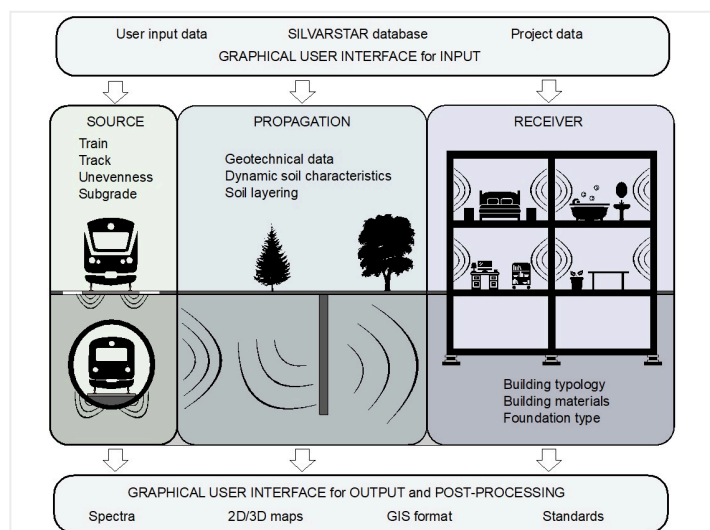 User input data SILVARSTAR database Project data
GRAPHICAL USER INTERFACE for INPUT
SOURCE
Train
Track
Unevenness
Subgrade
PROPAGATION
Geotechnical data
Dynamic soil characteristics
Soil layering
RECEIVER
Building typology
Building materials
Foundation type
GRAPHICAL USER INTERFACE for OUTPUT and POST-PROCESSING
Spectra 2D/3D maps GIS format Standards